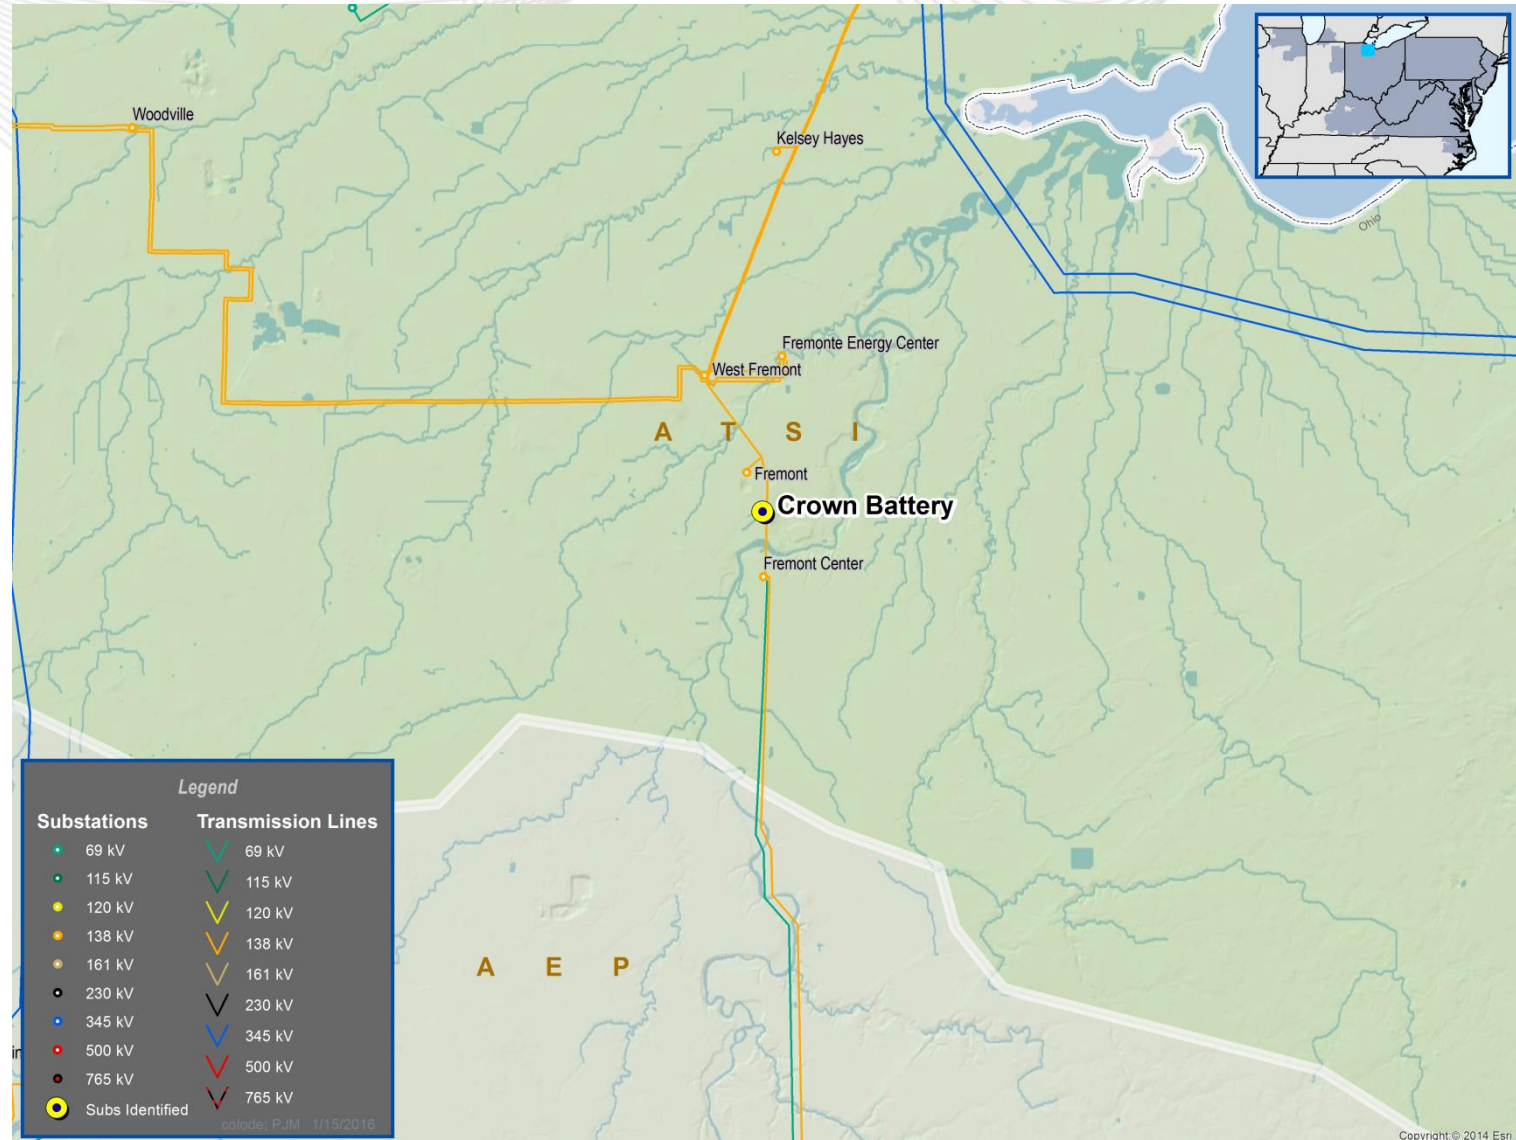 Woodville
Kelsey Hayes
Ohio
Fremonte Energy Center
West Fremont
A T S I
Fremont
Crown Battery
Fremont Center
A E P
Legend
Substations
69 kV
115 kV
120 kV
138 kV
161 kV
230 kV
345 kV
500 kV
765 kV
Subs Identified
Transmission Lines
69 kV
115 kV
120 kV
138 kV
161 kV
230 kV
345 kV
500 kV
765 kV
colode; PJM 1/15/2016
Copyright:© 2014 Esri